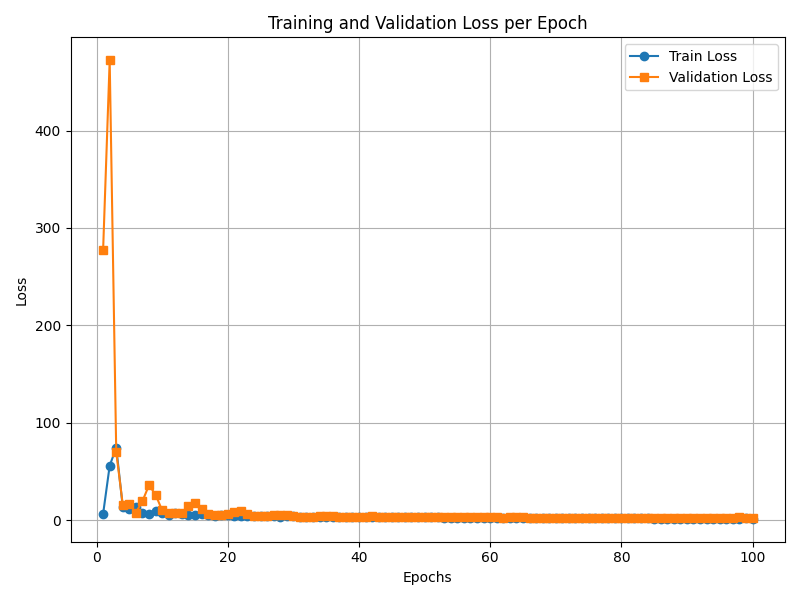 Training and Validation Loss per Epoch
Train Loss
Validation Loss
400
300
200
100
0
Loss
0 20 40 60 80 100
Epochs